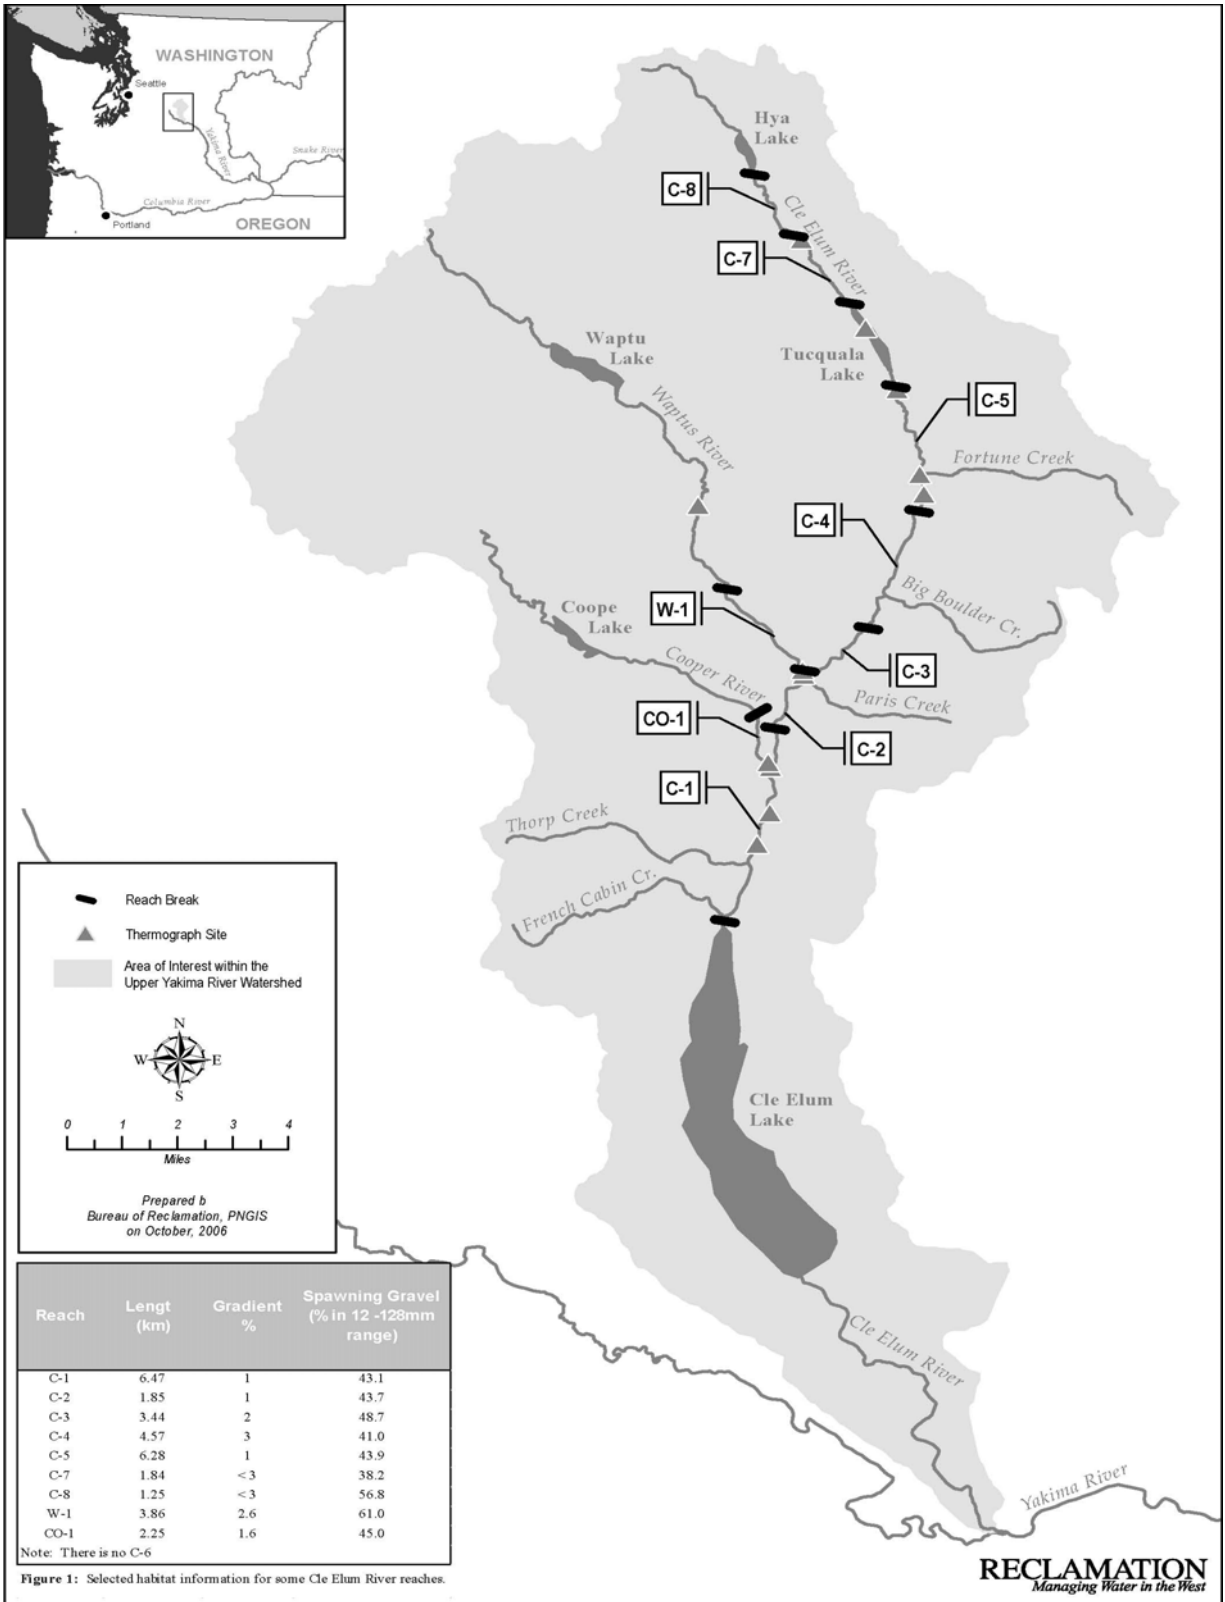 WASHINGTON
Seattle
Yakima River
Snake River
Columbia River
Portland
OREGON
Hya
Lake
C-8
Cle Elum River
C-7
Waptu
Lake
Tucquala
Lake
Waptus River
C-5
Fortune Creek
C-4
Big Boulder Cr.
W-1
Coope
Lake
Cooper River
C-3
Paris Creek
CO-1
C-2
C-1
Thorp Creek
French Cabin Cr.
Reach Break
Thermograph Site
Area of Interest within the
Upper Yakima River Watershed
N
W E
S
0 1 2 3 4
Miles
Prepared b
Bureau of Reclamation, PNGIS
on October, 2006
Cle Elum
Lake
Cle Elum River
Yakima River
Reach Lengt (km) Gradient % Spawning Gravel (% in 12 -128mm range)
C-1 6.47 1 43.1
C-2 1.85 1 43.7
C-3 3.44 2 48.7
C-4 4.57 3 41.0
C-5 6.28 1 43.9
C-7 1.84 <3 38.2
C-8 1.25 <3 56.8
W-1 3.86 2.6 61.0
CO-1 2.25 1.6 45.0
Note: There is no C-6
Figure 1: Selected habitat information for some Cle Elum River reaches.
RECLAMATION
Managing Water in the West